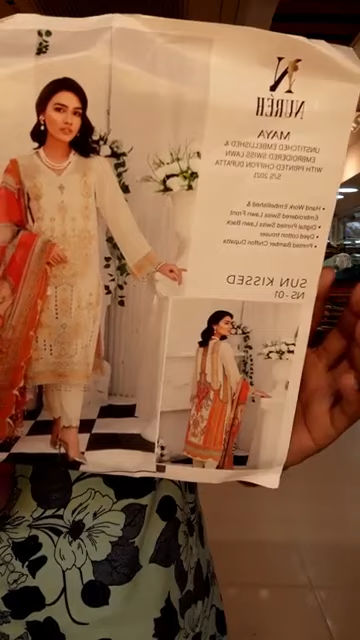 N
NURÉH
MAYA
UNSTITCHED EMBELLISHED &
EMBROIDERED SWISS LAWN
WITH PRINTED CHIFFON DUPATTA
S/S 2021
• Hand Work Embellished &
Embroidered Swiss Lawn Front
• Digital Printed Swiss Lawn Back
• Dyed cotton trouser
• Printed Bamber Chiffon Dupatta
SUN KISSED
NS-01